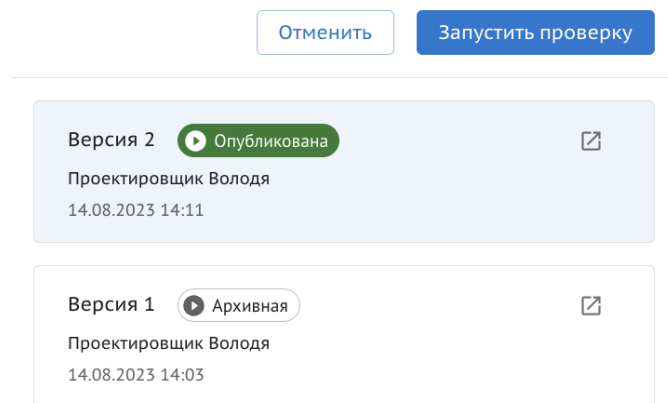 Отменить Запустить проверку
Версия 2 Опубликована
Проектировщик Володя
14.08.2023 14:11
Версия 1 Архивная
Проектировщик Володя
14.08.2023 14:03